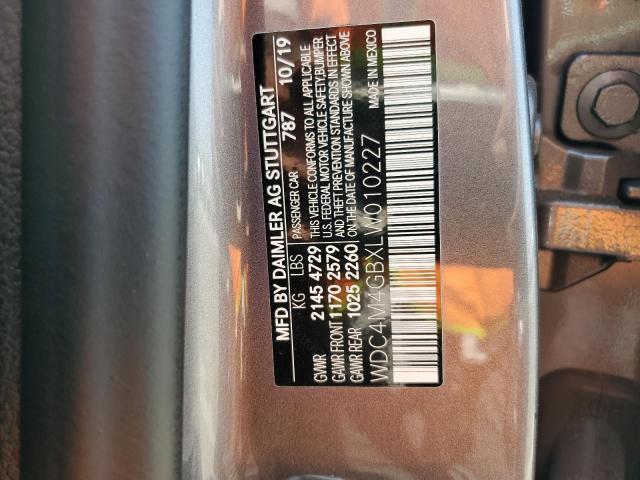 MFD BY DAIMLER AG STUTTGART
PASSENGER CAR 787 10/19
KG LBS
GVWR 2145 4729
GAWR FRONT 1170 2579
GAWR REAR 1025 2260
THIS VEHICLE CONFORMS TO ALL APPLICABLE
U.S. FEDERAL MOTOR VEHICLE SAFETY, BUMPER
AND THEFT PREVENTION STANDARDS IN EFFECT
ON THE DATE OF MANUFACTURE SHOWN ABOVE
WDC4M4GBXLW010227
MADE IN MEXICO